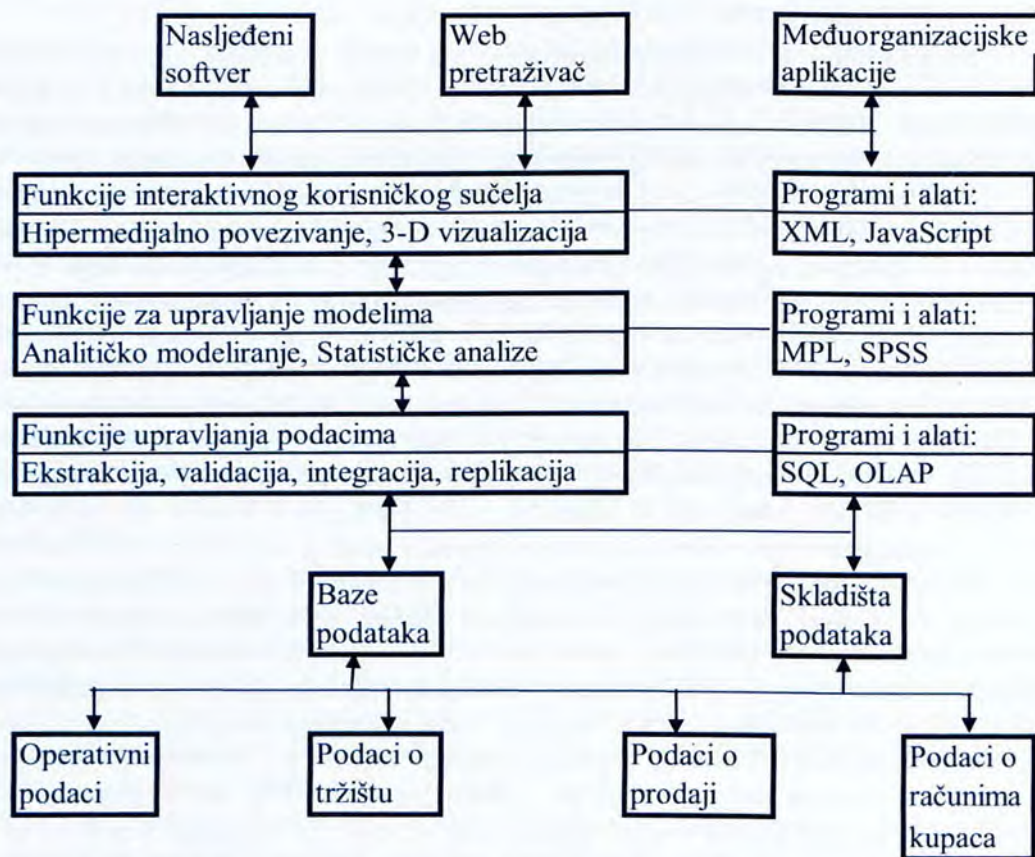 Nasljeđeni
softver
Web
pretraživač
Međuorganizacijske
aplikacije
Funkcije interaktivnog korisničkog sučelja
Hipermedijalno povezivanje, 3-D vizualizacija
Programi i alati:
XML, JavaScript
Funkcije za upravljanje modelima
Analitičko modeliranje, Statističke analize
Programi i alati:
MPL, SPSS
Funkcije upravljanja podacima
Ekstrakcija, validacija, integracija, replikacija
Programi i alati:
SQL, OLAP
Baze
podataka
Skladišta
podataka
Operativni
podaci
Podaci o
tržištu
Podaci o
prodaji
Podaci o
računima
kupaca